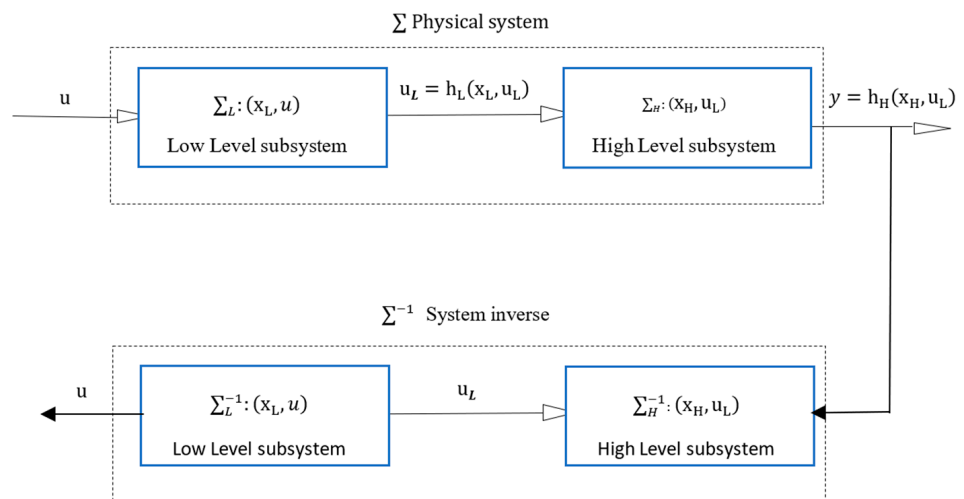 ∑ Physical system
u
∑L: (xL, u)
Low Level subsystem
uL = hL(xL, uL)
∑H: (xH, uL)
High Level subsystem
y = hH(xH, uL)
∑⁻¹ System inverse
u
∑L⁻¹: (xL, u)
Low Level subsystem
uL
∑H⁻¹: (xH, uL)
High Level subsystem